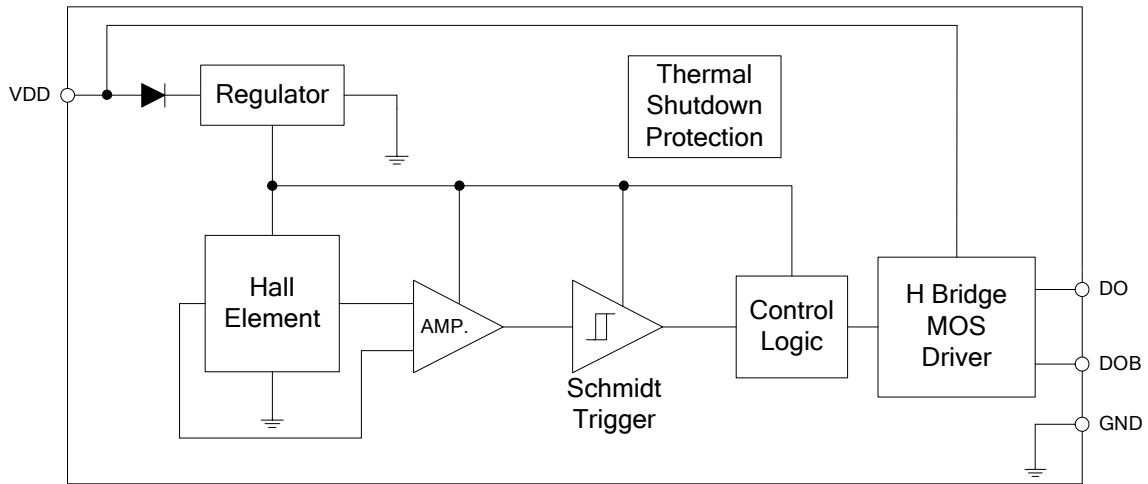 VDD
Regulator
Thermal
Shutdown
Protection
Hall
Element
AMP.
Schmidt
Trigger
Control
Logic
H Bridge
MOS
Driver
DO
DOB
GND